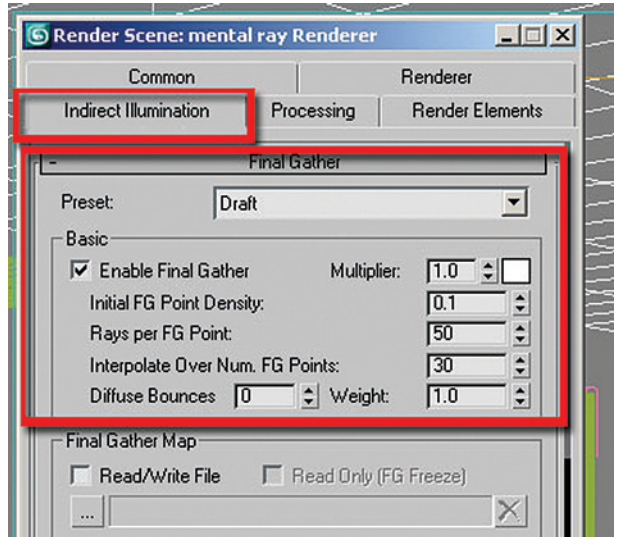 Render Scene: mental ray Renderer
Common Renderer
Indirect Illumination Processing Render Elements
- Final Gather
Preset: Draft
Basic
Enable Final Gather Multiplier: 1.0
Initial FG Point Density: 0.1
Rays per FG Point: 50
Interpolate Over Num. FG Points: 30
Diffuse Bounces 0 Weight: 1.0
Final Gather Map
Read/Write File Read Only (FG Freeze)
...